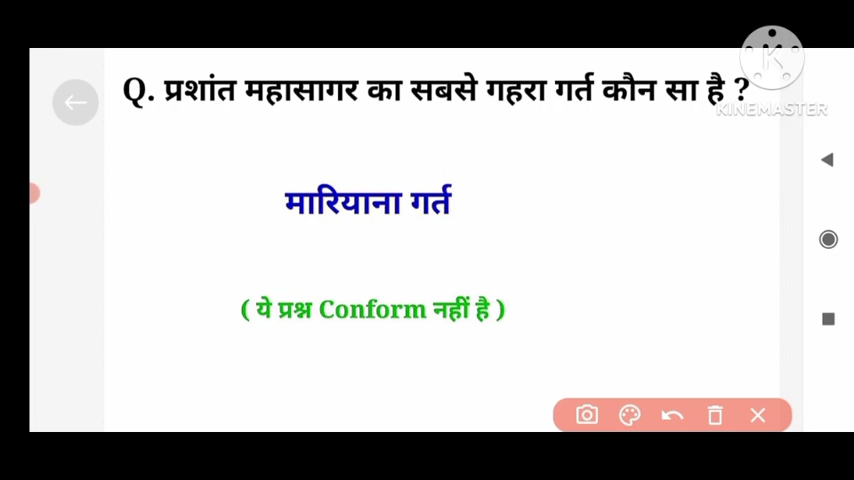 Q. प्रशांत महासागर का सबसे गहरा गर्त कौन सा है ?
K
KINEMASTER
मारियाना गर्त
( ये प्रश्न Conform नहीं है )